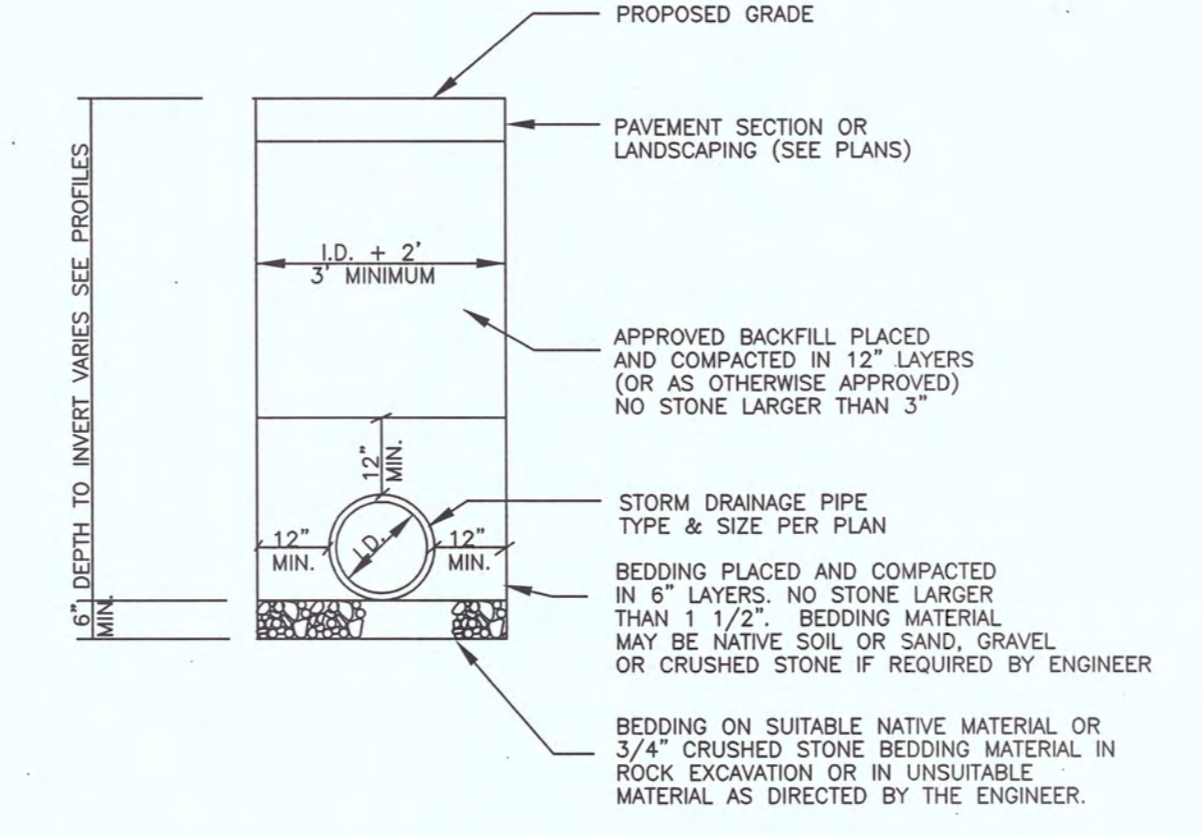 PROPOSED GRADE
PAVEMENT SECTION OR
LANDSCAPING (SEE PLANS)
6" DEPTH TO INVERT VARIES SEE PROFILES
MIN.
I.D. + 2'
3' MINIMUM
APPROVED BACKFILL PLACED
AND COMPACTED IN 12" LAYERS
(OR AS OTHERWISE APPROVED)
NO STONE LARGER THAN 3"
12"
MIN.
STORM DRAINAGE PIPE
TYPE & SIZE PER PLAN
12"
MIN.
I.D.
12"
MIN.
BEDDING PLACED AND COMPACTED
IN 6" LAYERS. NO STONE LARGER
THAN 1 1/2". BEDDING MATERIAL
MAY BE NATIVE SOIL OR SAND, GRAVEL
OR CRUSHED STONE IF REQUIRED BY ENGINEER
BEDDING ON SUITABLE NATIVE MATERIAL OR
3/4" CRUSHED STONE BEDDING MATERIAL IN
ROCK EXCAVATION OR IN UNSUITABLE
MATERIAL AS DIRECTED BY THE ENGINEER.